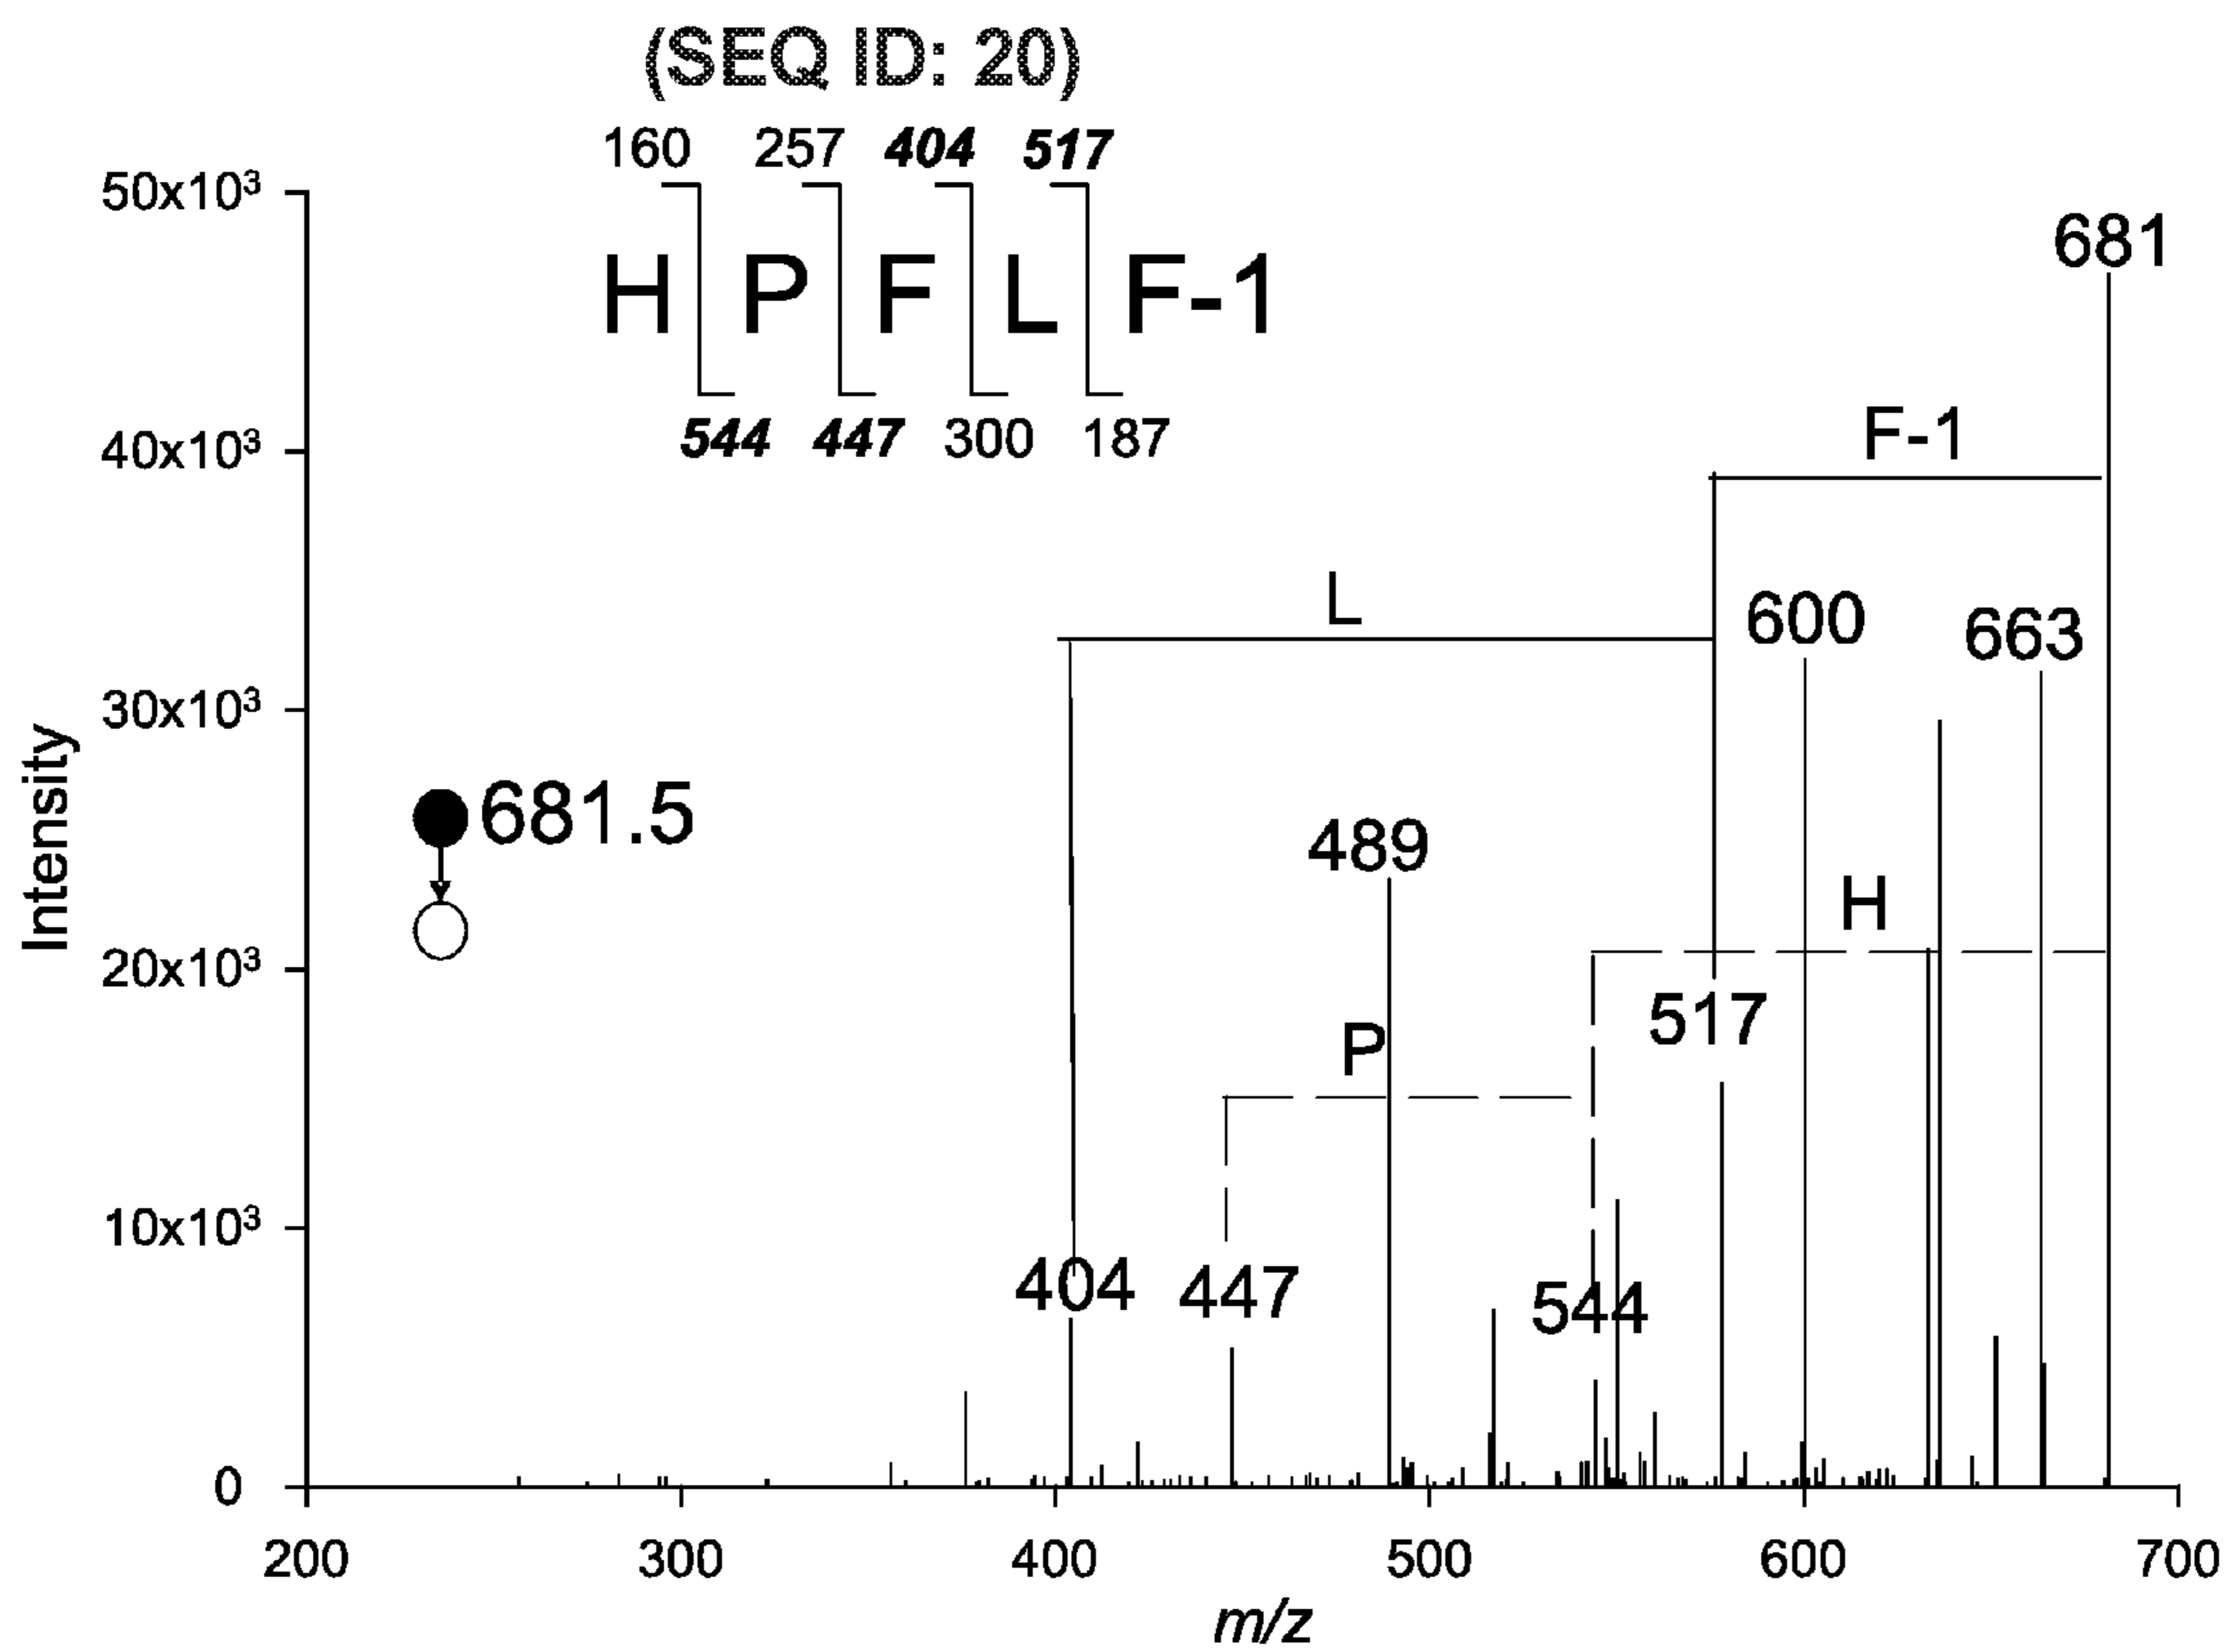 (SEQ ID: 20)
160 257 404 517
H P F L F-1
544 447 300 187
50x10³
40x10³
30x10³
20x10³
10x10³
0
Intensity
681.5
681
F-1
L
600
663
489
H
517
P
404
447
544
200 300 400 500 600 700
m/z